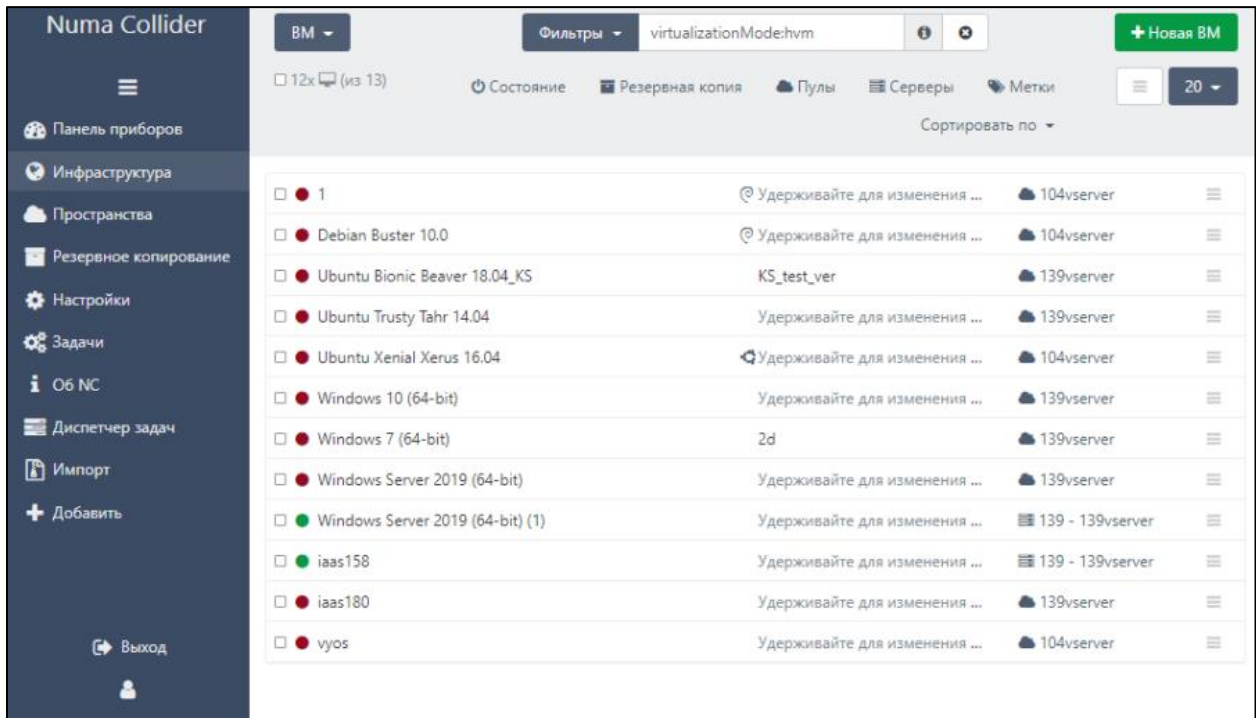 Numa Collider
Панель приборов
Инфраструктура
Пространства
Резервное копирование
Настройки
Задачи
Об NC
Диспетчер задач
Импорт
Добавить
Выход
ВМ Фильтры virtualizationMode:hvm Новая ВМ
12x (из 13) Состояние Резервная копия Пулы Серверы Метки 20
Сортировать по
1 Удерживайте для изменения ... 104vserver
Debian Buster 10.0 Удерживайте для изменения ... 104vserver
Ubuntu Bionic Beaver 18.04_KS KS_test_ver 139vserver
Ubuntu Trusty Tahr 14.04 Удерживайте для изменения ... 139vserver
Ubuntu Xenial Xerus 16.04 Удерживайте для изменения ... 104vserver
Windows 10 (64-bit) Удерживайте для изменения ... 139vserver
Windows 7 (64-bit) 2d 139vserver
Windows Server 2019 (64-bit) Удерживайте для изменения ... 139vserver
Windows Server 2019 (64-bit) (1) Удерживайте для изменения ... 139 - 139vserver
iaas158 Удерживайте для изменения ... 139 - 139vserver
iaas180 Удерживайте для изменения ... 139vserver
vyos Удерживайте для изменения ... 104vserver